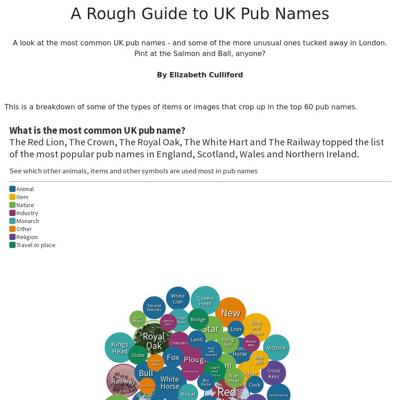 A Rough Guide to UK Pub Names
A look at the most common UK pub names - and some of the more unusual ones tucked away in London.
Pint at the Salmon and Ball, anyone?
By Elizabeth Culliford
This is a breakdown of some of the types of items or images that crop up in the top 60 pub names.
What is the most common UK pub name?
The Red Lion, The Crown, The Royal Oak, The White Hart and The Railway topped the list
of the most popular pub names in England, Scotland, Wales and Northern Ireland.
See which other animals, items and other symbols are used most in pub names
Animal
Item
Nature
Industry
Monarch
Other
Religion
Travel or place
White
Lion
Queens
Head
New
Bridge
Star
Lion
Kings
Head
Royal
Oak
Lamb
Horse
Victoria
Globe
Fox
Plough
Cross
Keys
Bull
Railway
White
Horse
Cock
Royal
Red